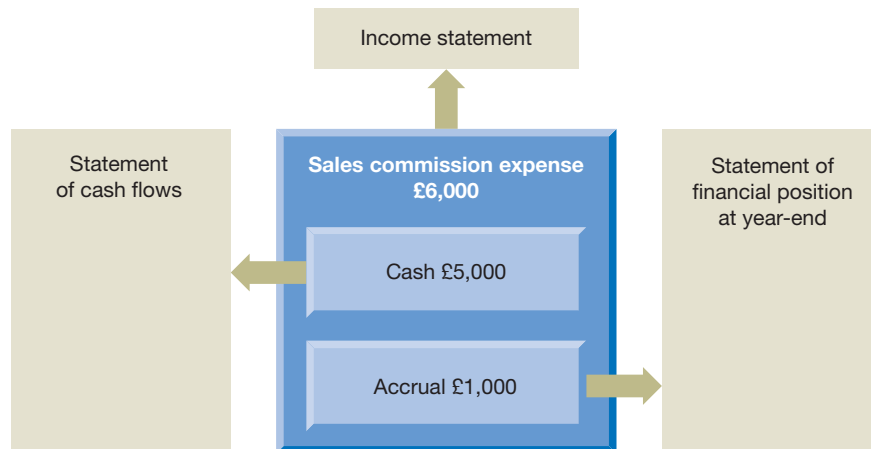 Income statement
Statement
of cash flows
Sales commission expense
£6,000
Cash £5,000
Accrual £1,000
Statement of
financial position
at year-end